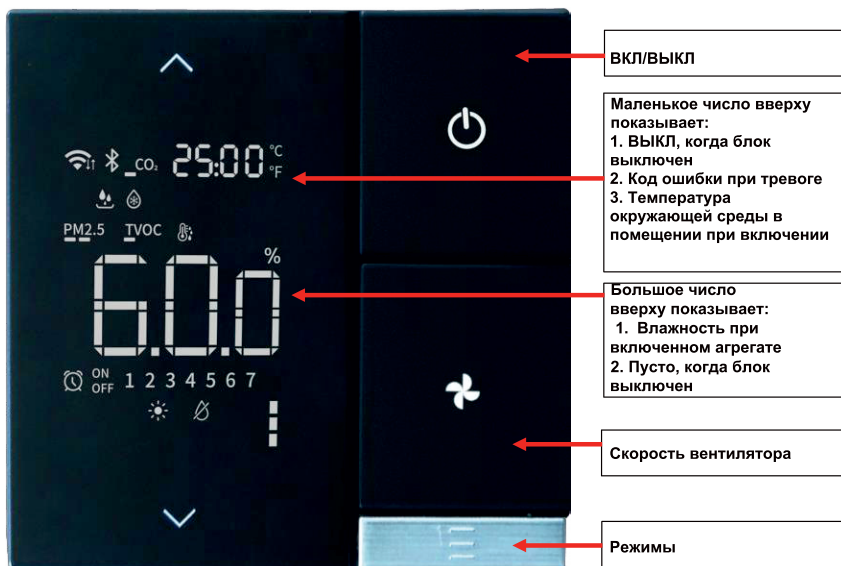 ВКЛ/ВЫКЛ
Маленькое число вверху
показывает:
1. ВЫКЛ, когда блок
выключен
2. Код ошибки при тревоге
3. Температура
окружающей среды в
помещении при включении
CO₂ 25:00 °C
°F
PM2.5 TVOC
%
60.0
Большое число
вверху показывает:
1. Влажность при
включенном агрегате
2. Пусто, когда блок
выключен
ON
OFF 1 2 3 4 5 6 7
Скорость вентилятора
Режимы